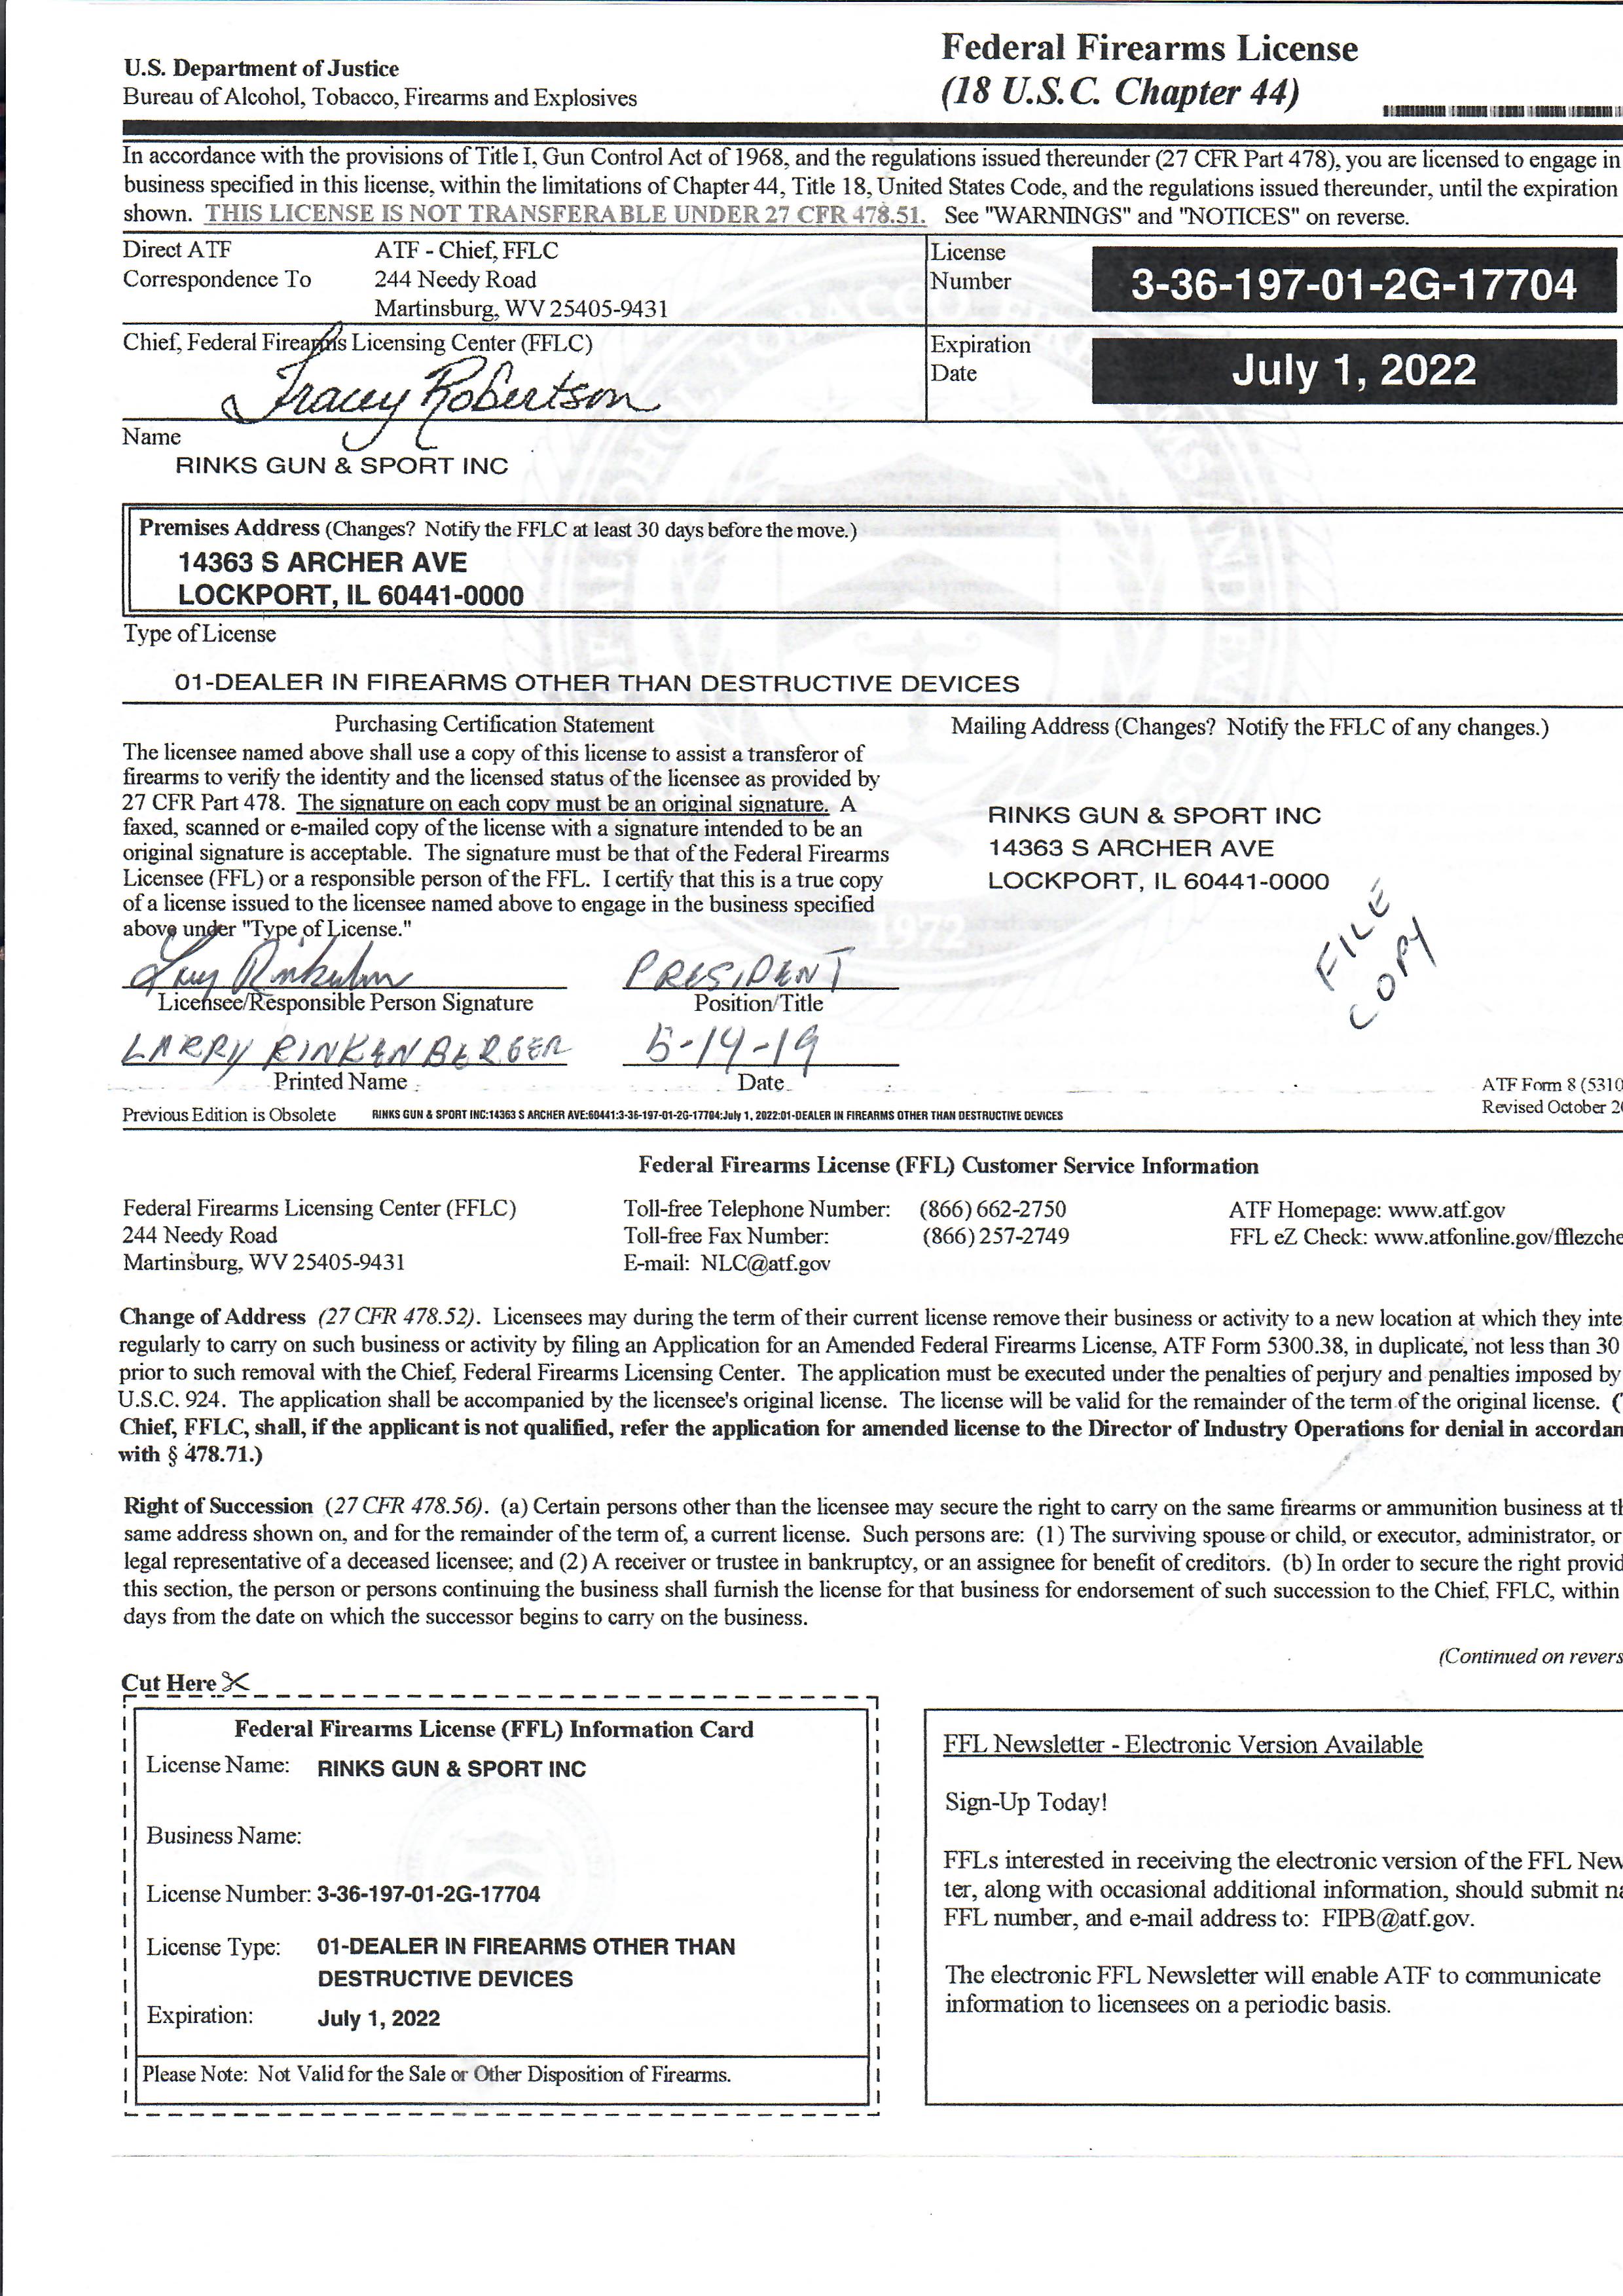 U.S. Department of Justice
Bureau of Alcohol, Tobacco, Firearms and Explosives
Federal Firearms License
(18 U.S.C. Chapter 44)
In accordance with the provisions of Title I, Gun Control Act of 1968, and the regulations issued thereunder (27 CFR Part 478), you are licensed to engage in
business specified in this license, within the limitations of Chapter 44, Title 18, United States Code, and the regulations issued thereunder, until the expiration
shown. THIS LICENSE IS NOT TRANSFERABLE UNDER 27 CFR 478.51. See "WARNINGS" and "NOTICES" on reverse.
Direct ATF
Correspondence To
ATF - Chief, FFLC
244 Needy Road
Martinsburg, WV 25405-9431
License
Number
3-36-197-01-2G-17704
Chief, Federal Firearms Licensing Center (FFLC)
Tracey Robertson
Expiration
Date
July 1, 2022
Name
RINKS GUN & SPORT INC
Premises Address (Changes? Notify the FFLC at least 30 days before the move.)
14363 S ARCHER AVE
LOCKPORT, IL 60441-0000
Type of License
01-DEALER IN FIREARMS OTHER THAN DESTRUCTIVE DEVICES
Purchasing Certification Statement
The licensee named above shall use a copy of this license to assist a transferor of
firearms to verify the identity and the licensed status of the licensee as provided by
27 CFR Part 478. The signature on each copy must be an original signature. A
faxed, scanned or e-mailed copy of the license with a signature intended to be an
original signature is acceptable. The signature must be that of the Federal Firearms
Licensee (FFL) or a responsible person of the FFL. I certify that this is a true copy
of a license issued to the licensee named above to engage in the business specified
above under "Type of License."
Mailing Address (Changes? Notify the FFLC of any changes.)
RINKS GUN & SPORT INC
14363 S ARCHER AVE
LOCKPORT, IL 60441-0000
FILE
COPY
1972
PRESIDENT
Licensee/Responsible Person Signature
Position/Title
LARRY RINKENBERGER
5-14-19
Printed Name
Date
ATF Form 8 (5310
Revised October 20
Previous Edition is Obsolete
RINKS GUN & SPORT INC:14363 S ARCHER AVE:60441:3-36-197-01-2G-17704:July 1, 2022:01-DEALER IN FIREARMS OTHER THAN DESTRUCTIVE DEVICES
Federal Firearms License (FFL) Customer Service Information
Federal Firearms Licensing Center (FFLC)
244 Needy Road
Martinsburg, WV 25405-9431
Toll-free Telephone Number: (866) 662-2750
Toll-free Fax Number: (866) 257-2749
E-mail: NLC@atf.gov
ATF Homepage: www.atf.gov
FFL eZ Check: www.atfonline.gov/fflezche
Change of Address (27 CFR 478.52). Licensees may during the term of their current license remove their business or activity to a new location at which they inte
regularly to carry on such business or activity by filing an Application for an Amended Federal Firearms License, ATF Form 5300.38, in duplicate, not less than 30
prior to such removal with the Chief, Federal Firearms Licensing Center. The application must be executed under the penalties of perjury and penalties imposed by
U.S.C. 924. The application shall be accompanied by the licensee's original license. The license will be valid for the remainder of the term of the original license. (
Chief, FFLC, shall, if the applicant is not qualified, refer the application for amended license to the Director of Industry Operations for denial in accordan
with § 478.71.)
Right of Succession (27 CFR 478.56). (a) Certain persons other than the licensee may secure the right to carry on the same firearms or ammunition business at th
same address shown on, and for the remainder of the term of, a current license. Such persons are: (1) The surviving spouse or child, or executor, administrator, or
legal representative of a deceased licensee; and (2) A receiver or trustee in bankruptcy, or an assignee for benefit of creditors. (b) In order to secure the right provid
this section, the person or persons continuing the business shall furnish the license for that business for endorsement of such succession to the Chief, FFLC, within
days from the date on which the successor begins to carry on the business.
(Continued on revers
Cut Here
Federal Firearms License (FFL) Information Card
License Name: RINKS GUN & SPORT INC
Business Name:
License Number: 3-36-197-01-2G-17704
License Type: 01-DEALER IN FIREARMS OTHER THAN
DESTRUCTIVE DEVICES
Expiration: July 1, 2022
Please Note: Not Valid for the Sale or Other Disposition of Firearms.
FFL Newsletter - Electronic Version Available
Sign-Up Today!
FFLs interested in receiving the electronic version of the FFL New
ter, along with occasional additional information, should submit na
FFL number, and e-mail address to: FIPB@atf.gov.
The electronic FFL Newsletter will enable ATF to communicate
information to licensees on a periodic basis.